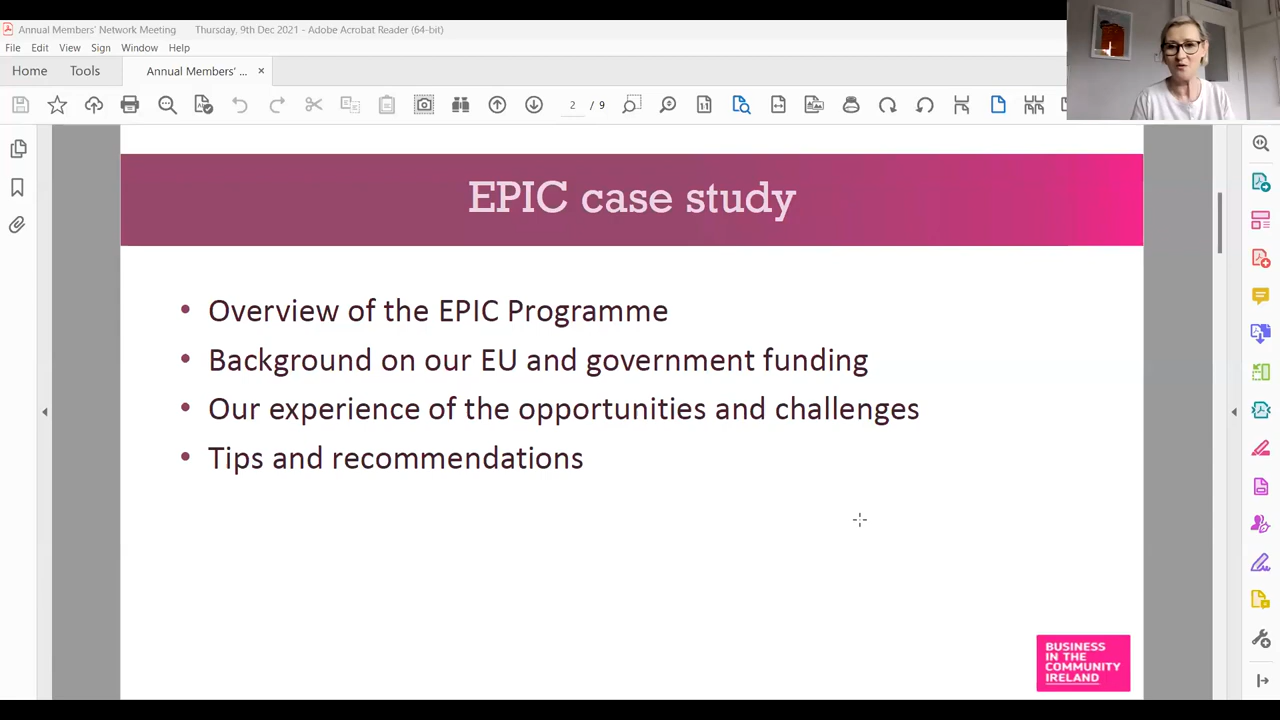 Annual Members' Network Meeting Thursday, 9th Dec 2021 - Adobe Acrobat Reader (64-bit)
File Edit View Sign Window Help
Home Tools Annual Members' ... ×
2 / 9
EPIC case study
• Overview of the EPIC Programme
• Background on our EU and government funding
• Our experience of the opportunities and challenges
• Tips and recommendations
BUSINESS
IN THE
COMMUNITY
IRELAND